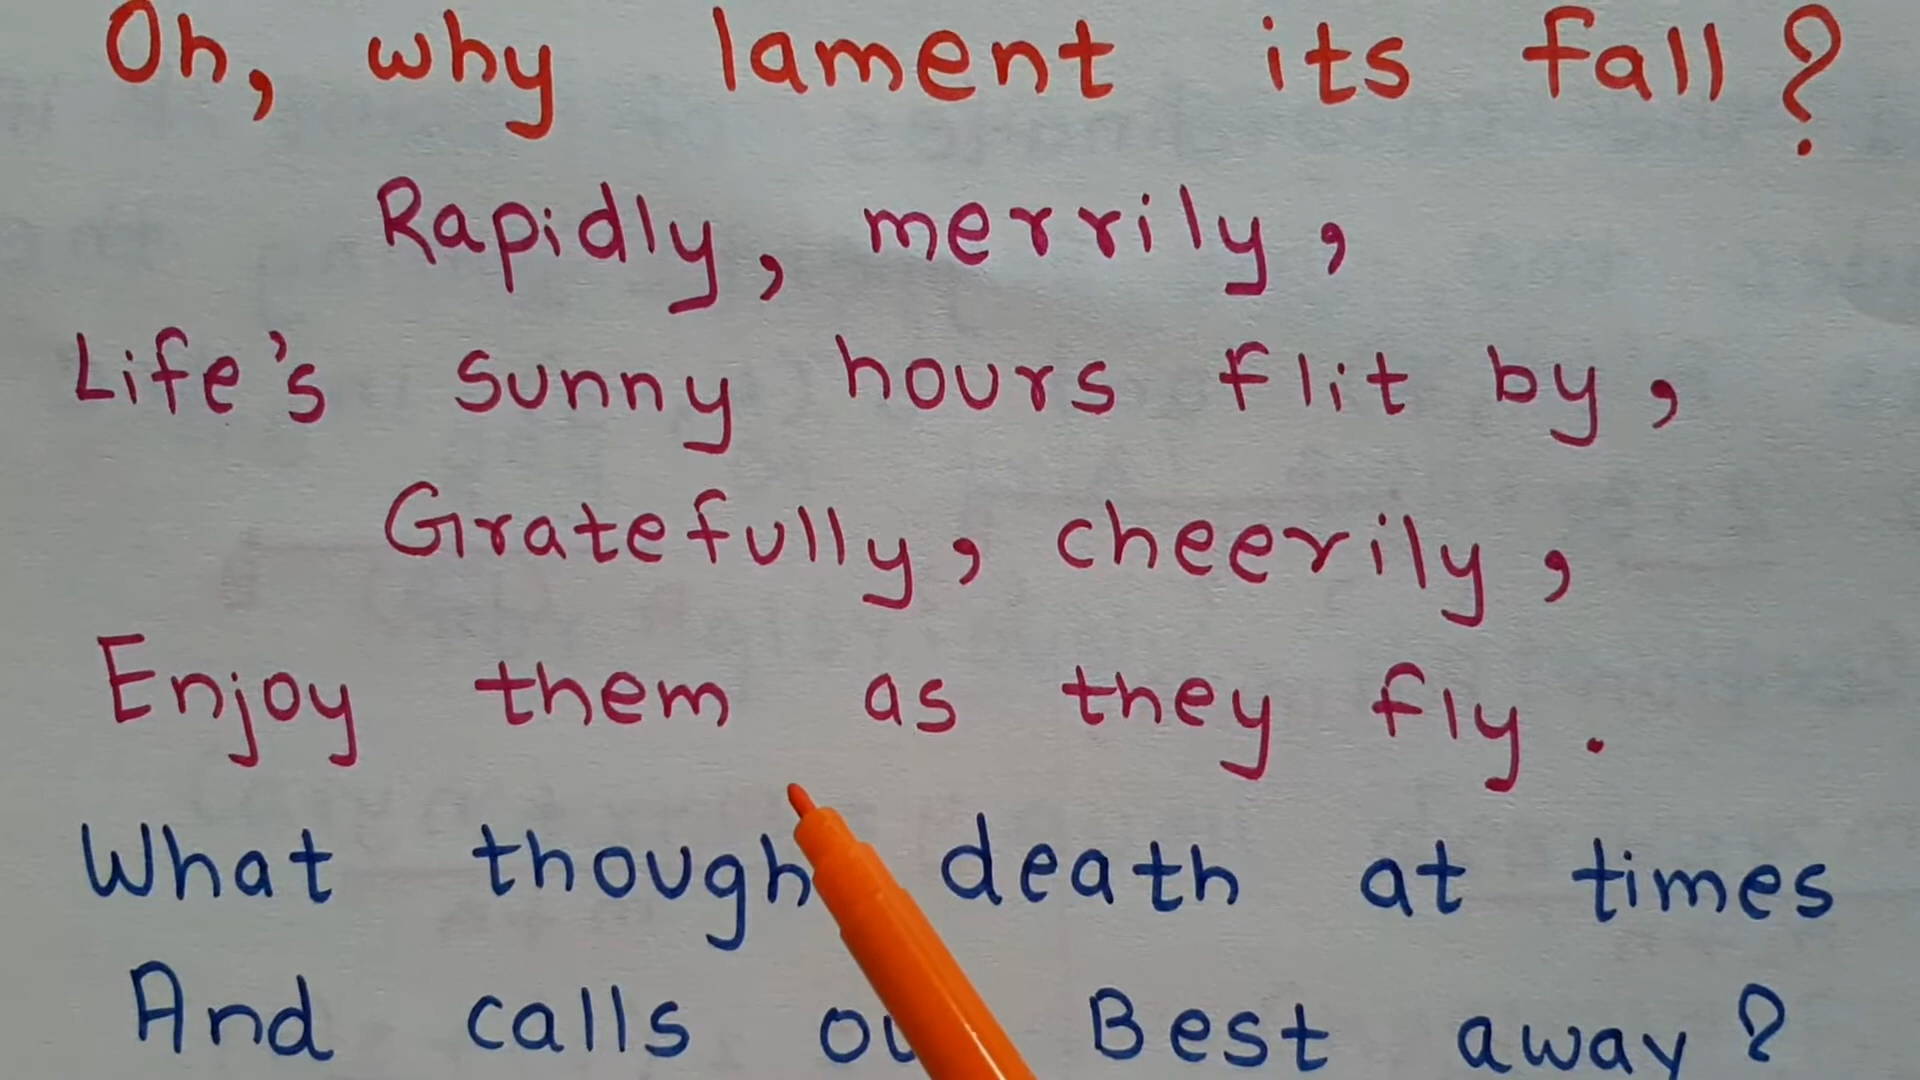 Oh, why lament its fall?
Rapidly, merrily,
Life's sunny hours flit by,
Gratefully, cheerily,
Enjoy them as they fly.
What though death at times
And calls Best away?